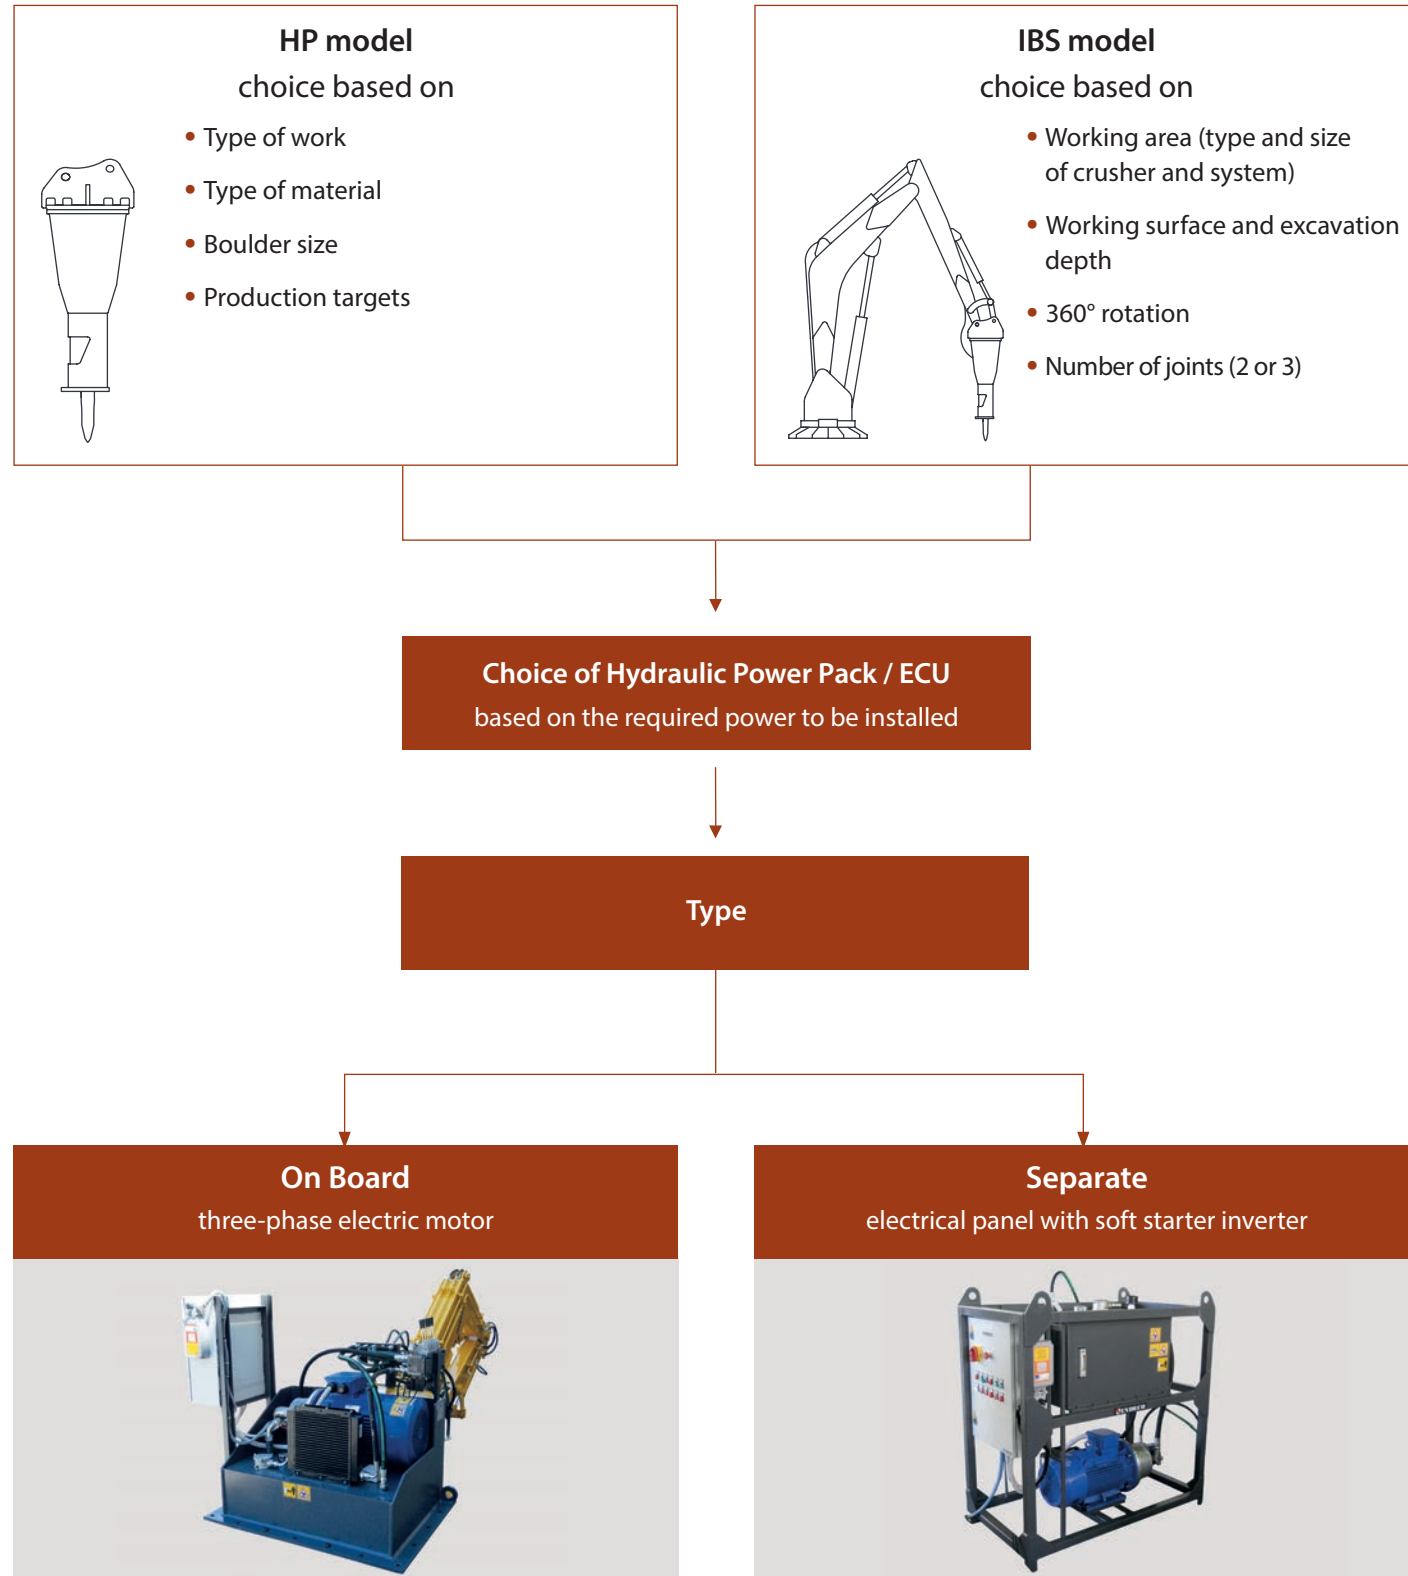 HP model
choice based on
• Type of work
• Type of material
• Boulder size
• Production targets
IBS model
choice based on
• Working area (type and size
of crusher and system)
• Working surface and excavation
depth
• 360° rotation
• Number of joints (2 or 3)
Choice of Hydraulic Power Pack / ECU
based on the required power to be installed
Type
On Board
three-phase electric motor
Separate
electrical panel with soft starter inverter